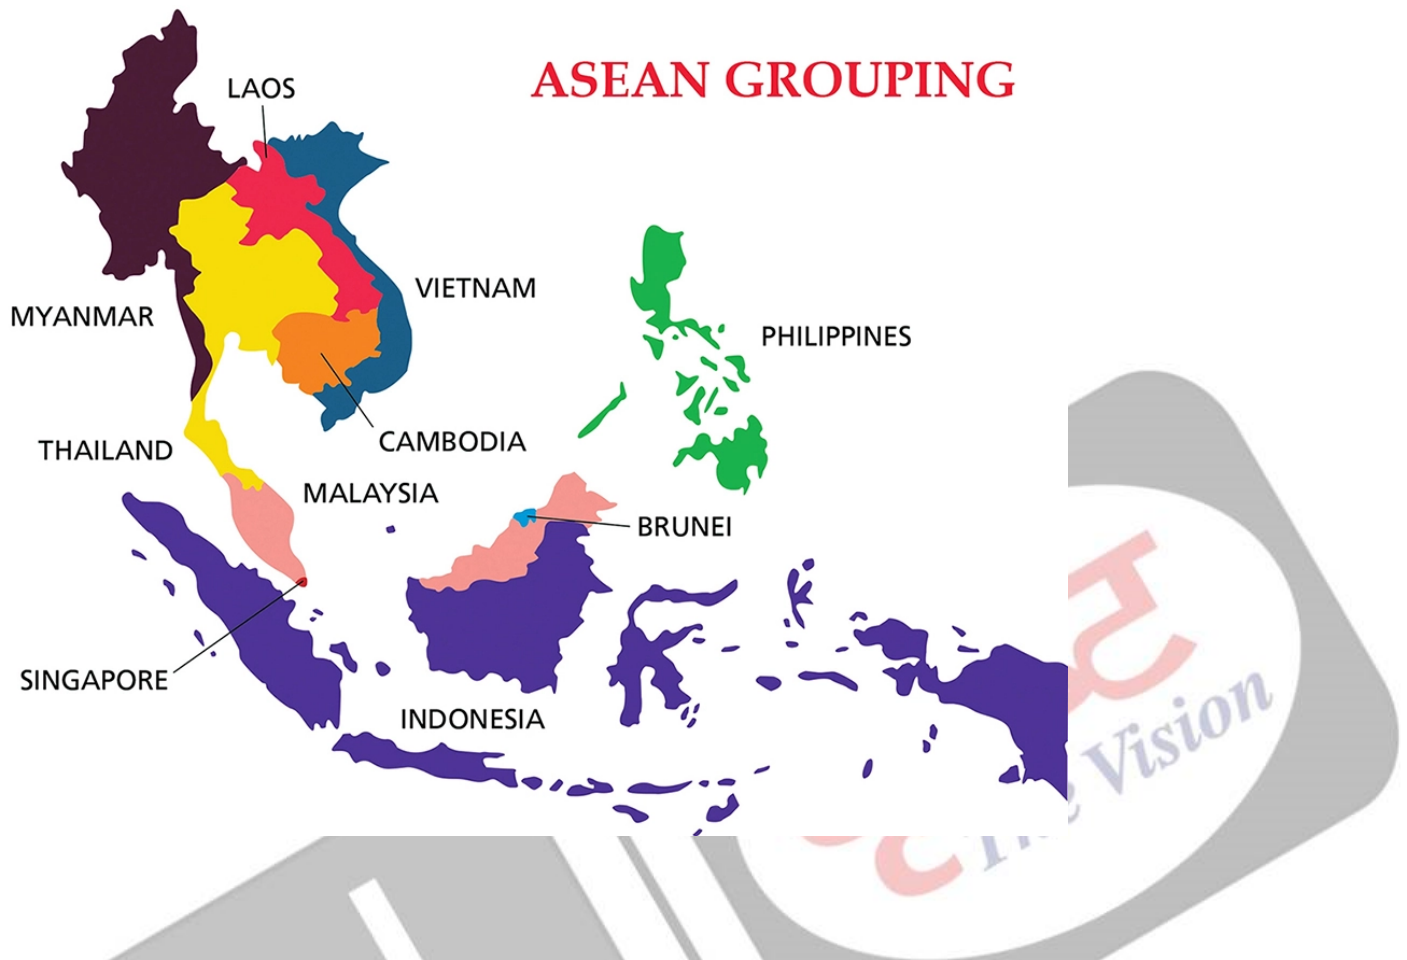 ASEAN GROUPING
LAOS
VIETNAM
MYANMAR
PHILIPPINES
CAMBODIA
THAILAND
MALAYSIA
BRUNEI
SINGAPORE
INDONESIA
Vision